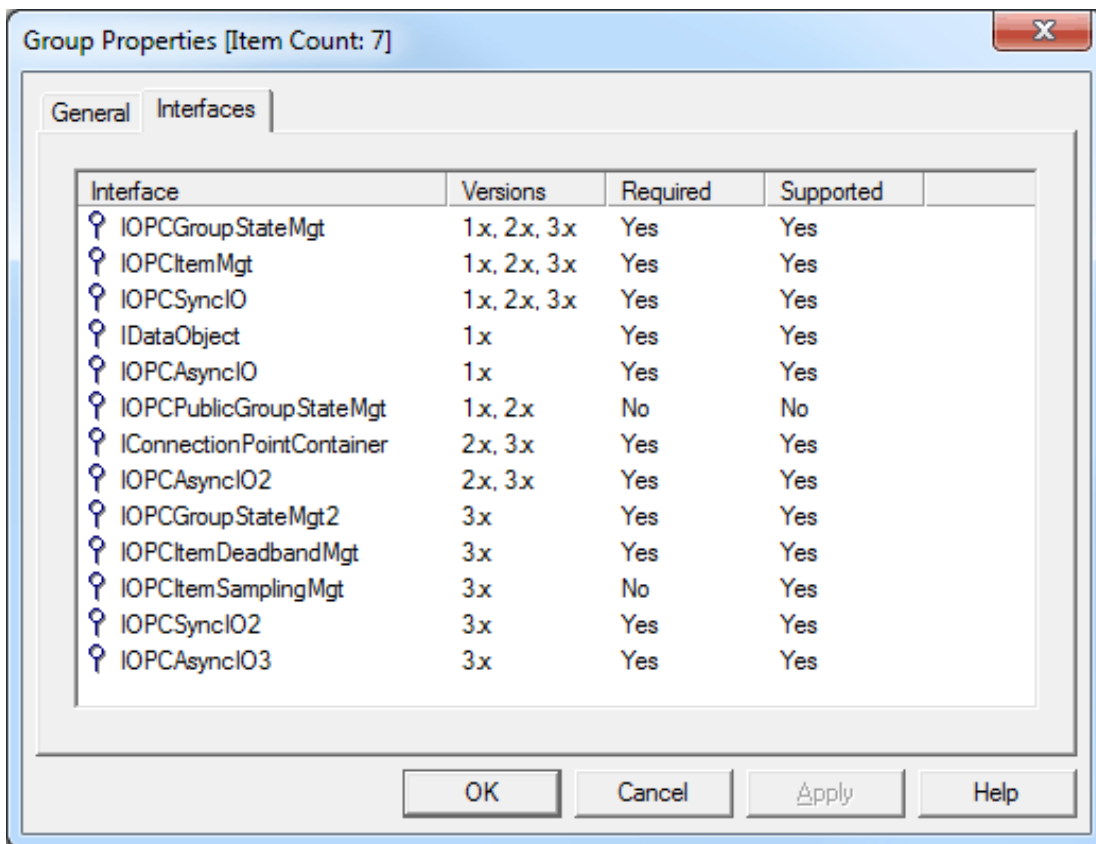 Group Properties [Item Count: 7]
General Interfaces
Interface Versions Required Supported
IOPCGroupStateMgt 1.x, 2.x, 3.x Yes Yes
IOPCItemMgt 1.x, 2.x, 3.x Yes Yes
IOPCSyncIO 1.x, 2.x, 3.x Yes Yes
IDataObject 1.x Yes Yes
IOPCAsyncIO 1.x Yes Yes
IOPCPublicGroupStateMgt 1.x, 2.x No No
IConnectionPointContainer 2.x, 3.x Yes Yes
IOPCAsyncIO2 2.x, 3.x Yes Yes
IOPCGroupStateMgt2 3.x Yes Yes
IOPCItemDeadbandMgt 3.x Yes Yes
IOPCItemSamplingMgt 3.x No Yes
IOPCSyncIO2 3.x Yes Yes
IOPCAsyncIO3 3.x Yes Yes
OK Cancel Apply Help